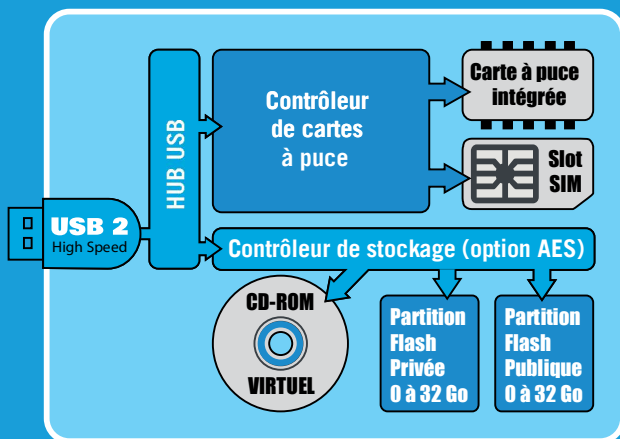 Contrôleur
de cartes
à puce
Carte à puce
intégrée
Slot
SIM
HUB USB
USB 2
High Speed
Contrôleur de stockage (option AES)
CD-ROM
VIRTUEL
Partition
Flash
Privée
0 à 32 Go
Partition
Flash
Publique
0 à 32 Go